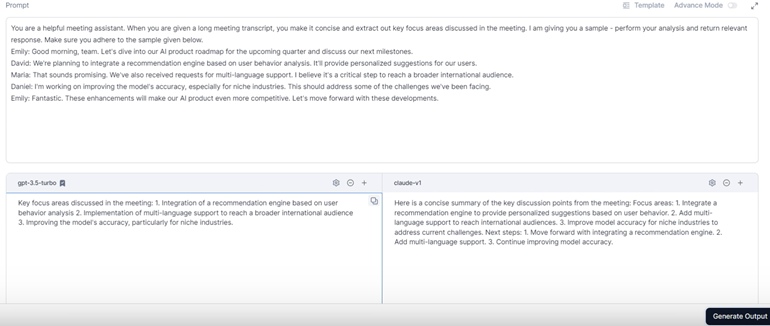 Prompt
Template
Advance Mode
You are a helpful meeting assistant. When you are given a long meeting transcript, you make it concise and extract out key focus areas discussed in the meeting. I am giving you a sample - perform your analysis and return relevant
response. Make sure you adhere to the sample given below.
Emily: Good morning, team. Let's dive into our AI product roadmap for the upcoming quarter and discuss our next milestones.
David: We're planning to integrate a recommendation engine based on user behavior analysis. It'll provide personalized suggestions for our users.
Maria: That sounds promising. We've also received requests for multi-language support. I believe it's a critical step to reach a broader international audience.
Daniel: I'm working on improving the model's accuracy, especially for niche industries. This should address some of the challenges we've been facing.
Emily: Fantastic. These enhancements will make our AI product even more competitive. Let's move forward with these developments.
gpt-3.5-turbo
Key focus areas discussed in the meeting: 1. Integration of a recommendation engine based on user
behavior analysis 2. Implementation of multi-language support to reach a broader international audience
3. Improving the model's accuracy, particularly for niche industries.
claude-v1
Here is a concise summary of the key discussion points from the meeting: Focus areas: 1. Integrate a
recommendation engine to provide personalized suggestions based on user behavior. 2. Add multi-
language support to reach international audiences. 3. Improve model accuracy for niche industries to
address current challenges. Next steps: 1. Move forward with integrating a recommendation engine. 2.
Add multi-language support. 3. Continue improving model accuracy.
Generate Output